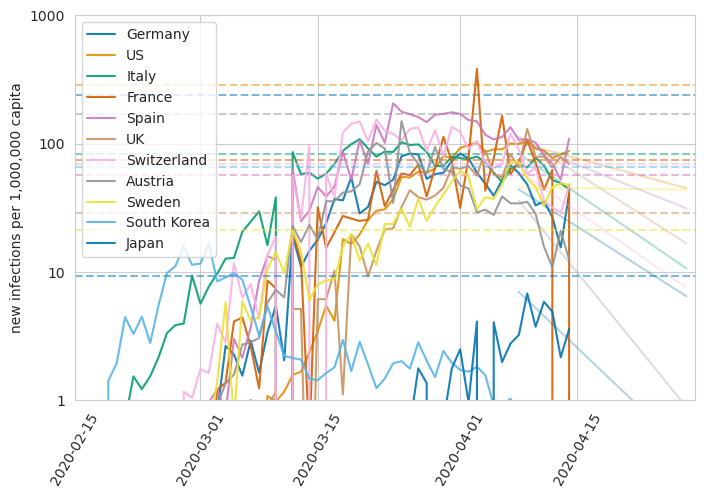 1000
100
10
1
new infections per 1,000,000 capita
Germany
US
Italy
France
Spain
UK
Switzerland
Austria
Sweden
South Korea
Japan
2020-02-15
2020-03-01
2020-03-15
2020-04-01
2020-04-15